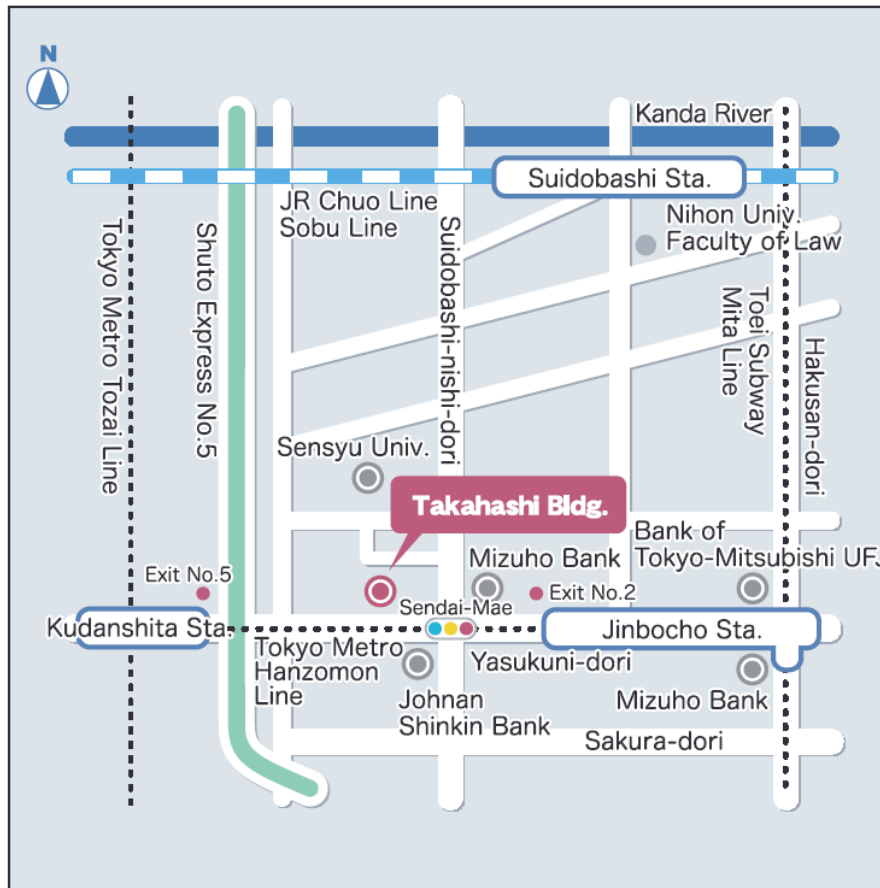 N
Kanda River
Suidobashi Sta.
JR Chuo Line
Sobu Line
Nihon Univ.
Faculty of Law
Tokyo Metro Tozai Line
Shuto Express No.5
Suidobashi-nishi-dori
Toei Subway
Mita Line
Hakusan-dori
Sensyu Univ.
Takahashi Bldg.
Bank of
Tokyo-Mitsubishi UFJ
Mizuho Bank
Exit No.5
Exit No.2
Sendai-Mae
Kudanshita Sta.
Jinbocho Sta.
Tokyo Metro
Hanzomon
Line
Yasukuni-dori
Johnan
Shinkin Bank
Mizuho Bank
Sakura-dori